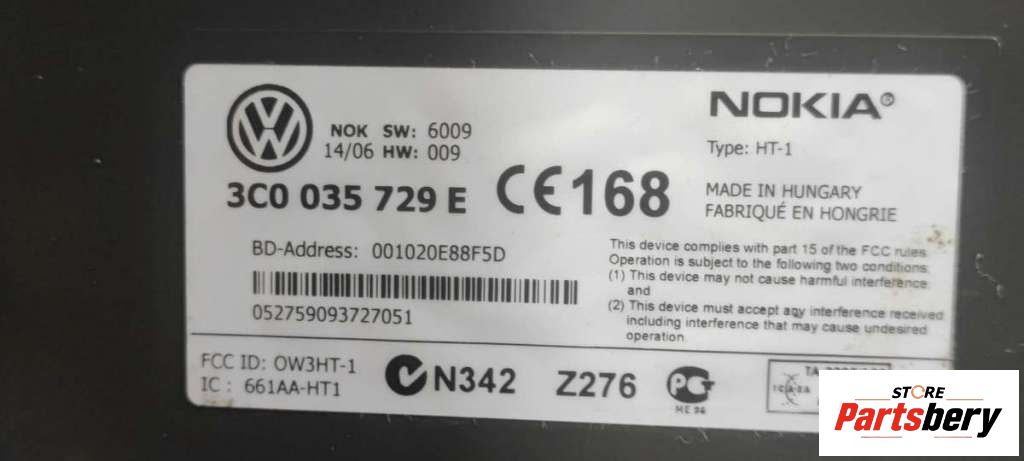 NOK SW: 6009
14/06 HW: 009
3C0 035 729 E
CE168
NOKIA®
Type: HT-1
MADE IN HUNGARY
FABRIQUÉ EN HONGRIE
BD-Address: 001020E88F5D
052759093727051
This device complies with part 15 of the FCC rules.
Operation is subject to the following two conditions:
(1) This device may not cause harmful interference
and
(2) This device must accept any interference received
including interference that may cause undesired
operation.
FCC ID: OW3HT-1
IC : 661AA-HT1
N342
Z276
ME 96
ICASA
STORE
Partsbery